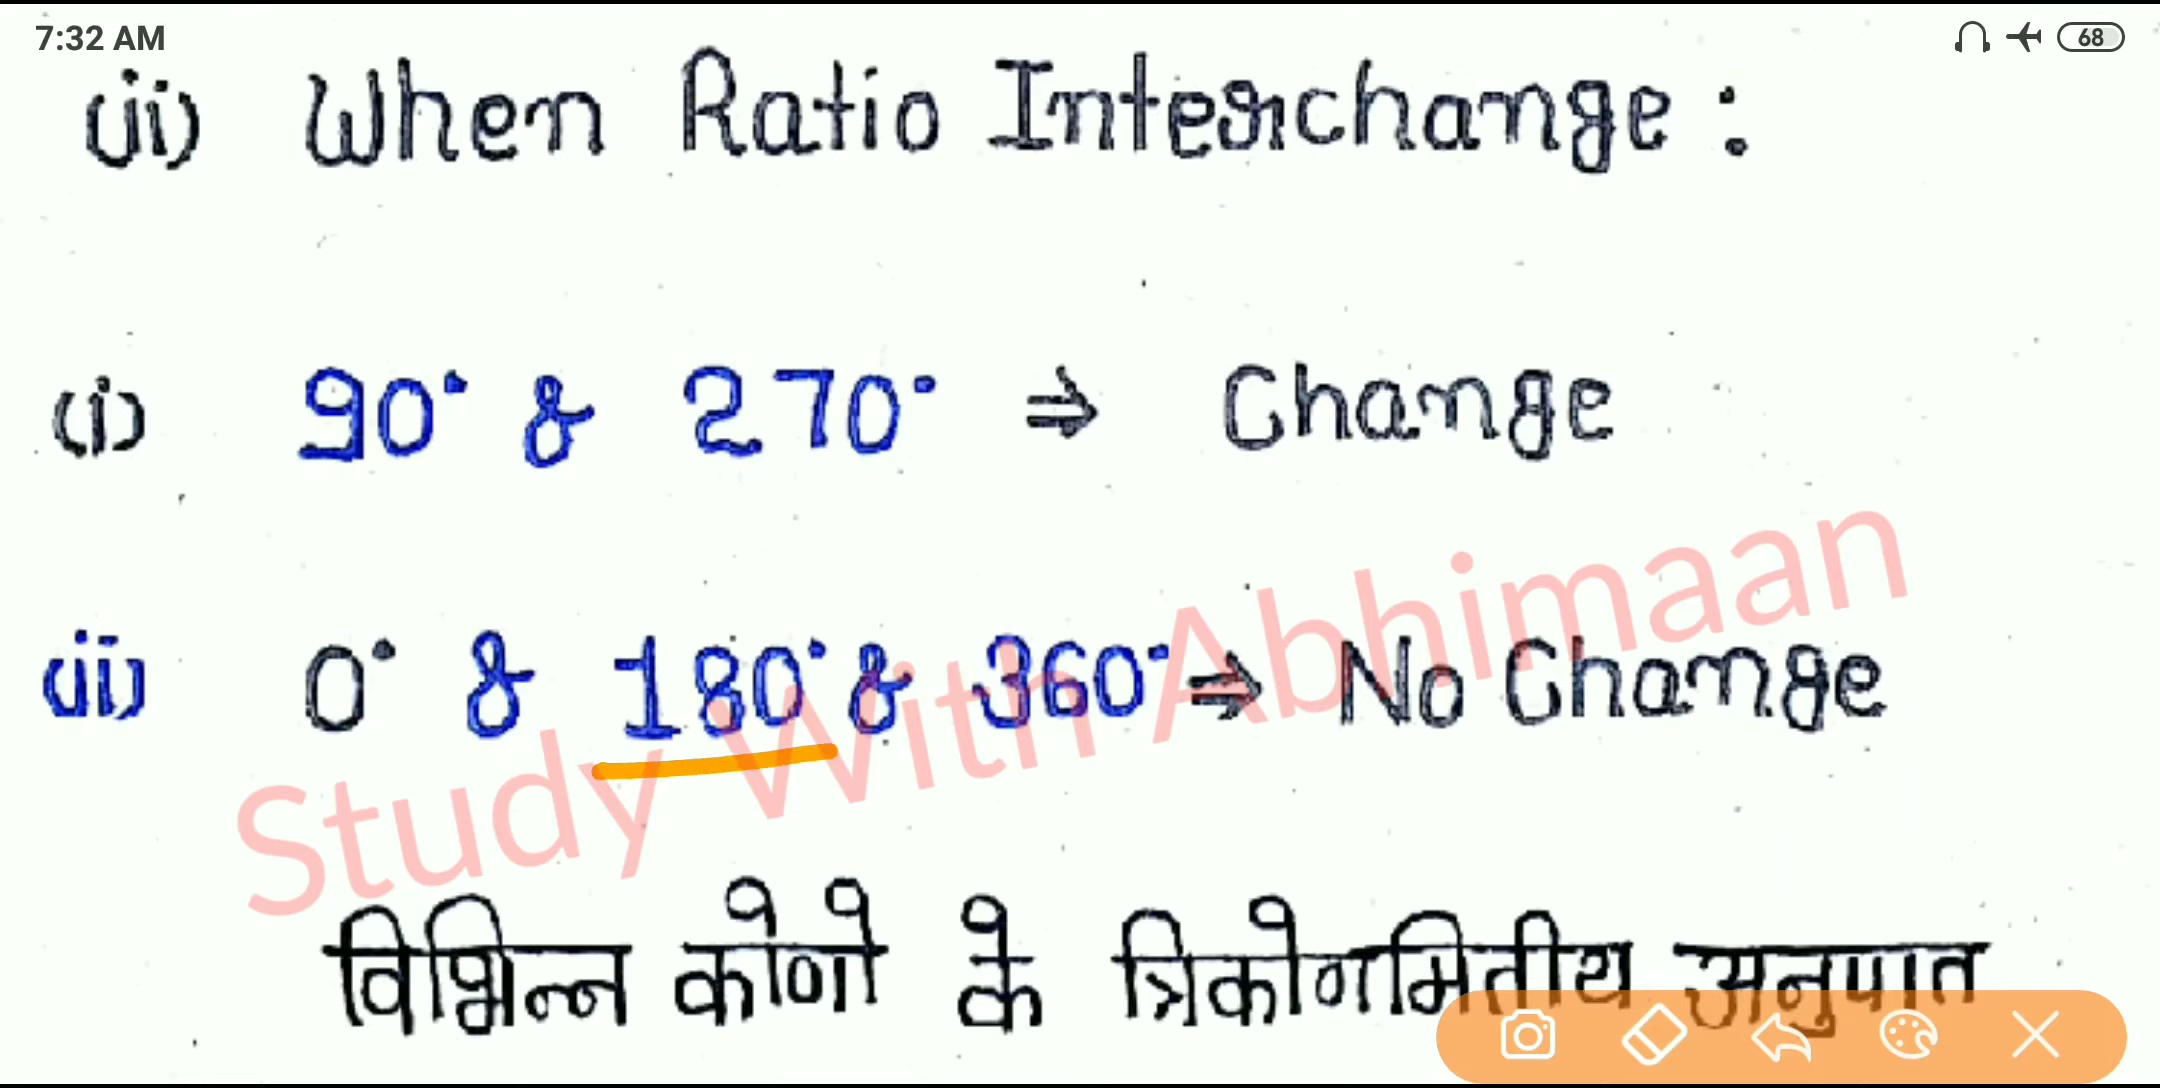 7:32 AM 68
(ii) When Ratio Interchange :
(i) 90° & 270° ⇒ Change
(ii) 0° & 180° & 360° ⇒ No Change
Study With Abhimaan
विभिन्न कोणो के त्रिकोणमितीय अनुपात